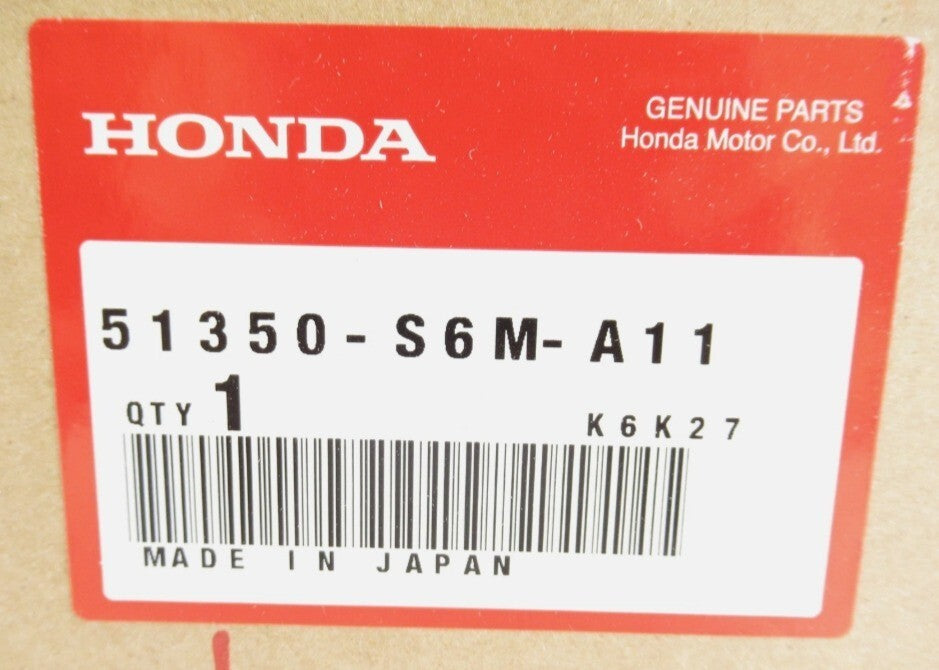 HONDA
GENUINE PARTS
Honda Motor Co., Ltd.
51350-S6M-A11
QTY 1
K6K27
MADE IN JAPAN